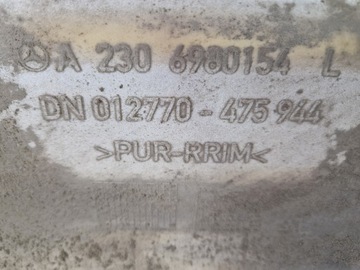 A 230 6980154 L
DN 012770-475 944
>PUR-RRIM<